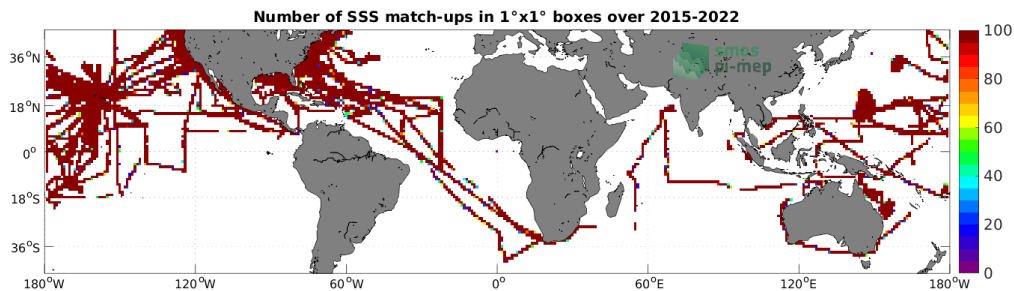 Number of SSS match-ups in 1°x1° boxes over 2015-2022
smos
pi-mep
36°N
18°N
0°
18°S
36°S
180°W
120°W
60°W
0°E
60°E
120°E
180°W
100
80
60
40
20
0